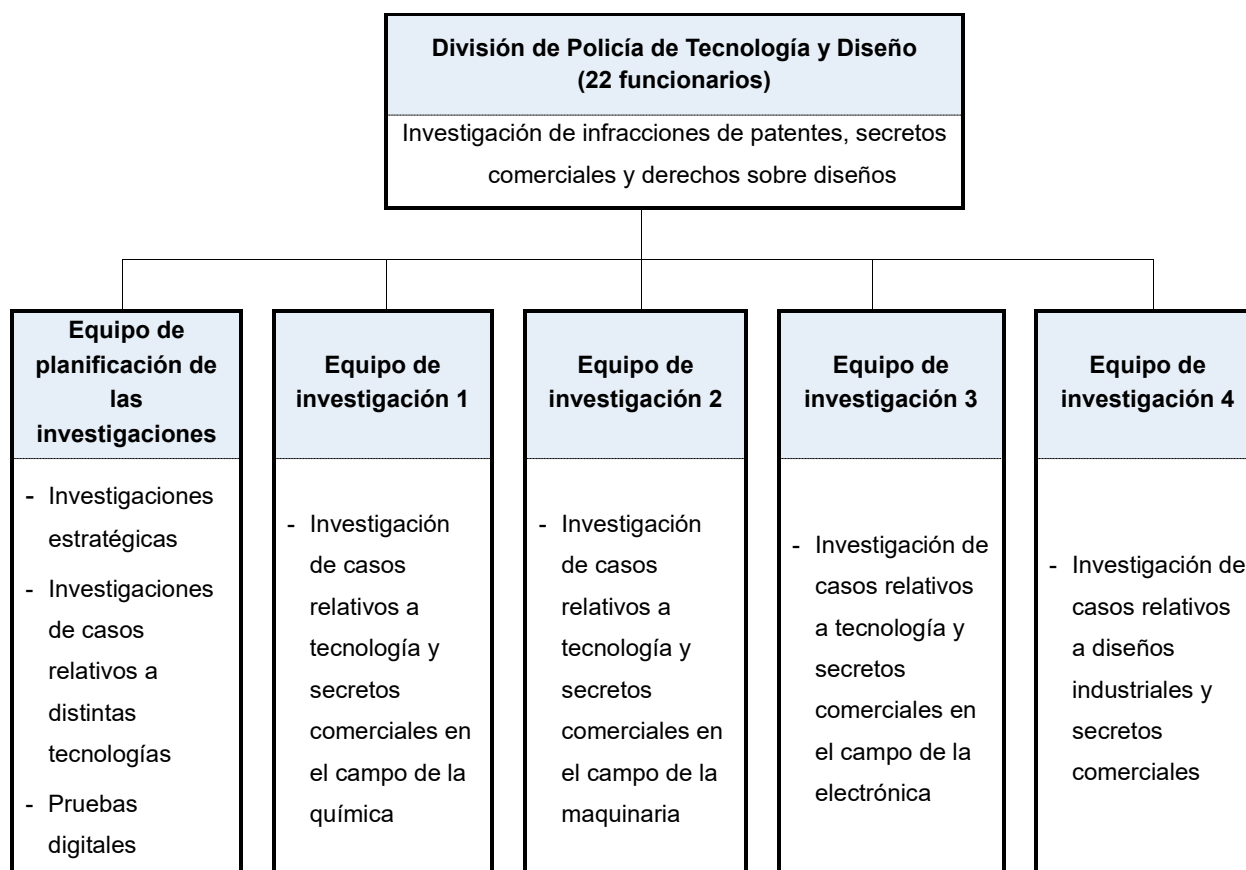 División de Policía de Tecnología y Diseño
(22 funcionarios)
Investigación de infracciones de patentes, secretos
comerciales y derechos sobre diseños
Equipo de
planificación de
las
investigaciones
- Investigaciones
estratégicas
- Investigaciones
de casos
relativos a
distintas
tecnologías
- Pruebas
digitales
Equipo de
investigación 1
- Investigación
de casos
relativos a
tecnología y
secretos
comerciales en
el campo de la
química
Equipo de
investigación 2
- Investigación
de casos
relativos a
tecnología y
secretos
comerciales en
el campo de la
maquinaria
Equipo de
investigación 3
- Investigación de
casos relativos
a tecnología y
secretos
comerciales en
el campo de la
electrónica
Equipo de
investigación 4
- Investigación de
casos relativos
a diseños
industriales y
secretos
comerciales